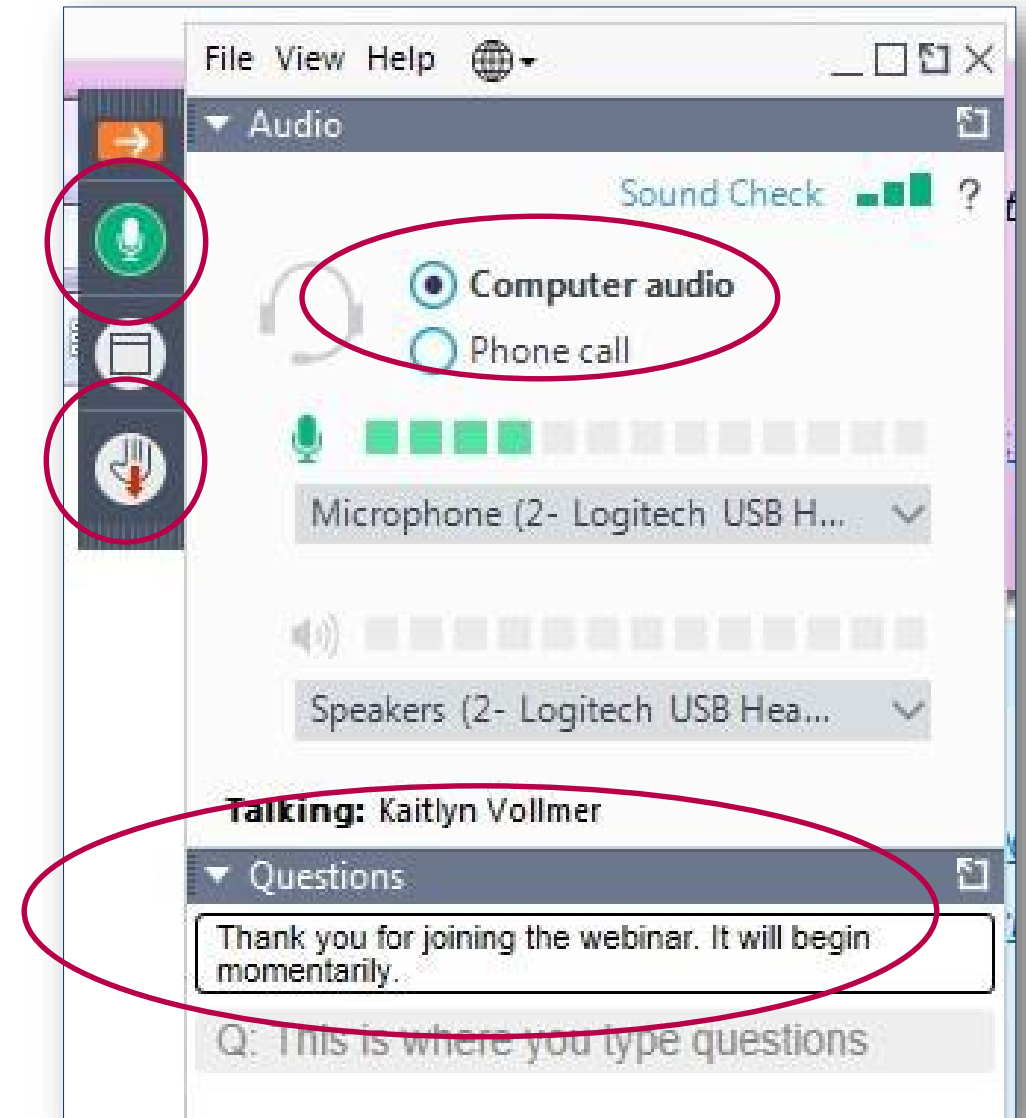 File View Help
Audio
Sound Check ?
Computer audio
Phone call
Microphone (2- Logitech USB H...
Speakers (2- Logitech USB Hea...
Talking: Kaitlyn Vollmer
Questions
Thank you for joining the webinar. It will begin
momentarily.
Q: This is where you type questions